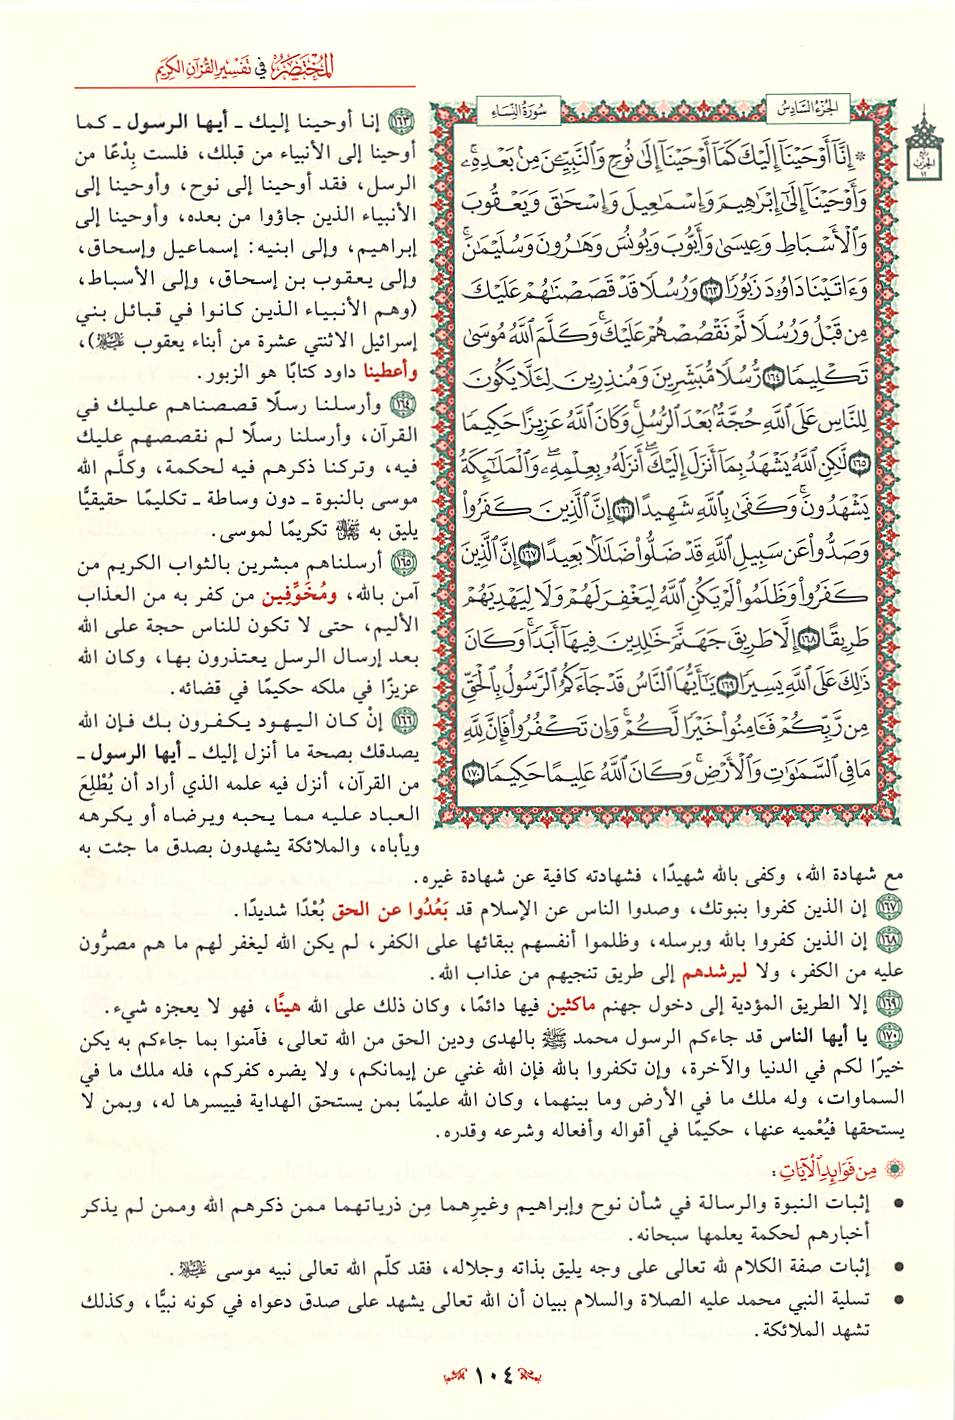 المختصر في تفسير القرآن الكريم
الجزء السادس
سورة النساء
ربع الحزب ١١
۞ إِنَّآ أَوْحَيْنَآ إِلَيْكَ كَمَآ أَوْحَيْنَآ إِلَىٰ نُوحٍ وَٱلنَّبِيِّـۧنَ مِنۢ بَعْدِهِۦۚ
وَأَوْحَيْنَآ إِلَىٰٓ إِبْرَٰهِيمَ وَإِسْمَٰعِيلَ وَإِسْحَٰقَ وَيَعْقُوبَ
وَٱلْأَسْبَاطِ وَعِيسَىٰ وَأَيُّوبَ وَيُونُسَ وَهَٰرُونَ وَسُلَيْمَٰنَۚ
وَءَاتَيْنَا دَاوُۥدَ زَبُورًا ١٦٣ وَرُسُلًا قَدْ قَصَصْنَٰهُمْ عَلَيْكَ
مِن قَبْلُ وَرُسُلًا لَّمْ نَقْصُصْهُمْ عَلَيْكَۚ وَكَلَّمَ ٱللَّهُ مُوسَىٰ
تَكْلِيمًا ١٦٤ رُّسُلًا مُّبَشِّرِينَ وَمُنذِرِينَ لِئَلَّا يَكُونَ
لِلنَّاسِ عَلَى ٱللَّهِ حُجَّةٌۢ بَعْدَ ٱلرُّسُلِۚ وَكَانَ ٱللَّهُ عَزِيزًا حَكِيمًا
١٦٥ لَّٰكِنِ ٱللَّهُ يَشْهَدُ بِمَآ أَنزَلَ إِلَيْكَۖ أَنزَلَهُۥ بِعِلْمِهِۦۖ وَٱلْمَلَٰٓئِكَةُ
يَشْهَدُونَۚ وَكَفَىٰ بِٱللَّهِ شَهِيدًا ١٦٦ إِنَّ ٱلَّذِينَ كَفَرُوا۟
وَصَدُّوا۟ عَن سَبِيلِ ٱللَّهِ قَدْ ضَلُّوا۟ ضَلَٰلًۢا بَعِيدًا ١٦٧ إِنَّ ٱلَّذِينَ
كَفَرُوا۟ وَظَلَمُوا۟ لَمْ يَكُنِ ٱللَّهُ لِيَغْفِرَ لَهُمْ وَلَا لِيَهْدِيَهُمْ
طَرِيقًا ١٦٨ إِلَّا طَرِيقَ جَهَنَّمَ خَٰلِدِينَ فِيهَآ أَبَدًاۚ وَكَانَ
ذَٰلِكَ عَلَى ٱللَّهِ يَسِيرًا ١٦٩ يَٰٓأَيُّهَا ٱلنَّاسُ قَدْ جَآءَكُمُ ٱلرَّسُولُ بِٱلْحَقِّ
مِن رَّبِّكُمْ فَـَٔامِنُوا۟ خَيْرًا لَّكُمْۚ وَإِن تَكْفُرُوا۟ فَإِنَّ لِلَّهِ
مَا فِى ٱلسَّمَٰوَٰتِ وَٱلْأَرْضِۚ وَكَانَ ٱللَّهُ عَلِيمًا حَكِيمًا ١٧٠
١٦٣ إنا أوحينا إليك ـ أيها الرسول ـ كما
أوحينا إلى الأنبياء من قبلك، فلست بِدْعًا من
الرسل، فقد أوحينا إلى نوح، وأوحينا إلى
الأنبياء الذين جاؤوا من بعده، وأوحينا إلى
إبراهيم، وإلى ابنيه: إسماعيل وإسحاق،
وإلى يعقوب بن إسحاق، وإلى الأسباط،
(وهم الأنبياء الذين كانوا في قبائل بني
إسرائيل الاثنتي عشرة من أبناء يعقوب عليه السلام)،
وأعطينا داود كتابًا هو الزبور.
١٦٤ وأرسلنا رسلًا قصصناهم عليك في
القرآن، وأرسلنا رسلًا لم نقصصهم عليك
فيه، وتركنا ذكرهم فيه لحكمة، وكلَّم الله
موسى بالنبوة ـ دون وساطة ـ تكليمًا حقيقيًّا
يليق به تكريمًا لموسى.
١٦٥ أرسلناهم مبشرين بالثواب الكريم من
آمن بالله، ومُخَوِّفِين من كفر به من العذاب
الأليم، حتى لا تكون للناس حجة على الله
بعد إرسال الرسل يعتذرون بها، وكان الله
عزيزًا في ملكه حكيمًا في قضائه.
١٦٦ إنْ كان اليهود يكفرون بك فإن الله
يصدقك بصحة ما أنزل إليك ـ أيها الرسول ـ
من القرآن، أنزل فيه علمه الذي أراد أن يُطْلِعَ
العباد عليه مما يحبه ويرضاه أو يكرهه
ويأباه، والملائكة يشهدون بصدق ما جئت به
مع شهادة الله، وكفى بالله شهيدًا، فشهادته كافية عن شهادة غيره.
١٦٧ إن الذين كفروا بنبوتك، وصدوا الناس عن الإسلام قد بَعُدُوا عن الحق بُعْدًا شديدًا.
١٦٨ إن الذين كفروا بالله وبرسله، وظلموا أنفسهم ببقائها على الكفر، لم يكن الله ليغفر لهم ما هم مصرُّون
عليه من الكفر، ولا ليرشدهم إلى طريق تنجيهم من عذاب الله.
١٦٩ إلا الطريق المؤدية إلى دخول جهنم ماكثين فيها دائمًا، وكان ذلك على الله هينًا، فهو لا يعجزه شيء.
١٧٠ يا أيها الناس قد جاءكم الرسول محمد ﷺ بالهدى ودين الحق من الله تعالى، فآمنوا بما جاءكم به يكن
خيرًا لكم في الدنيا والآخرة، وإن تكفروا بالله فإن الله غني عن إيمانكم، ولا يضره كفركم، فله ملك ما في
السماوات، وله ملك ما في الأرض وما بينهما، وكان الله عليمًا بمن يستحق الهداية فييسرها له، وبمن لا
يستحقها فيُعْميه عنها، حكيمًا في أقواله وأفعاله وشرعه وقدره.
مِن فَوَائِدِ الْآيَاتِ:
• إثبات النبوة والرسالة في شأن نوح وإبراهيم وغيرِهما مِن ذرياتهما ممن ذكرهم الله وممن لم يذكر
أخبارهم لحكمة يعلمها سبحانه.
• إثبات صفة الكلام لله تعالى على وجه يليق بذاته وجلاله، فقد كلّم الله تعالى نبيه موسى عليه السلام.
• تسلية النبي محمد عليه الصلاة والسلام ببيان أن الله تعالى يشهد على صدق دعواه في كونه نبيًّا، وكذلك
تشهد الملائكة.
١٠٤